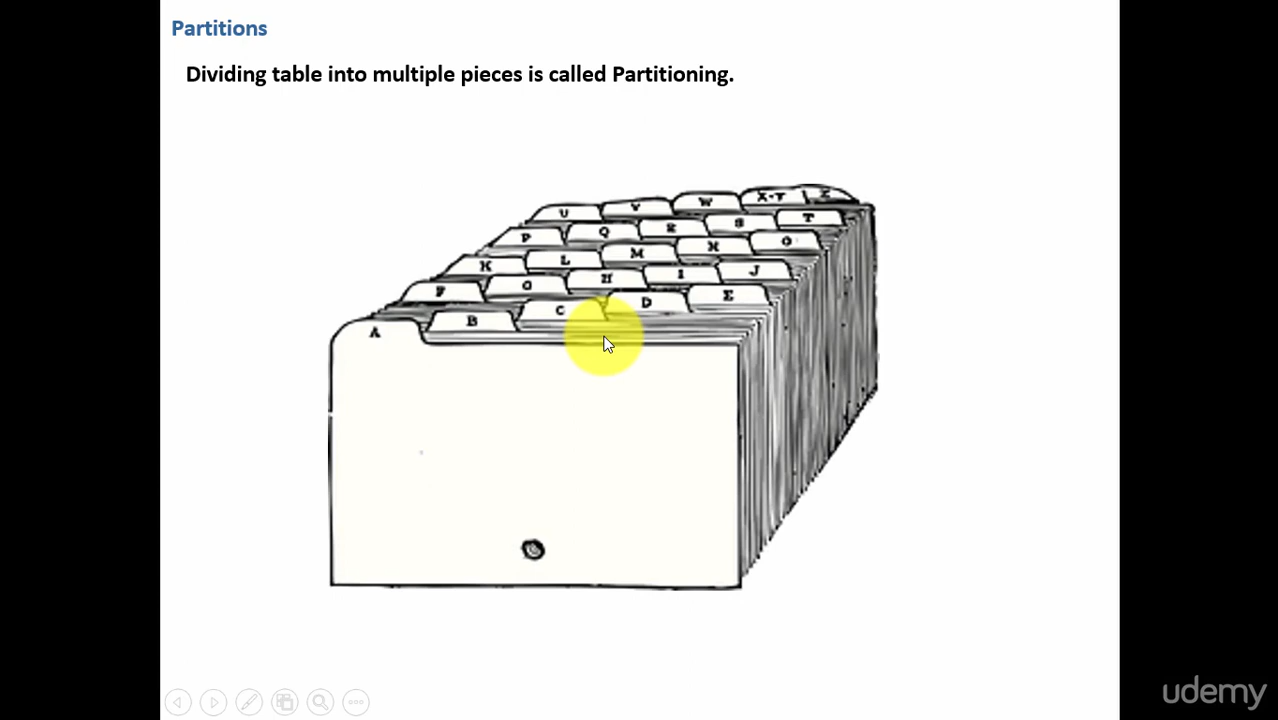 Partitions
Dividing table into multiple pieces is called Partitioning.
U V W X-Y Z
P Q R S T
K L M N O
F G H I J
A B C D E
udemy